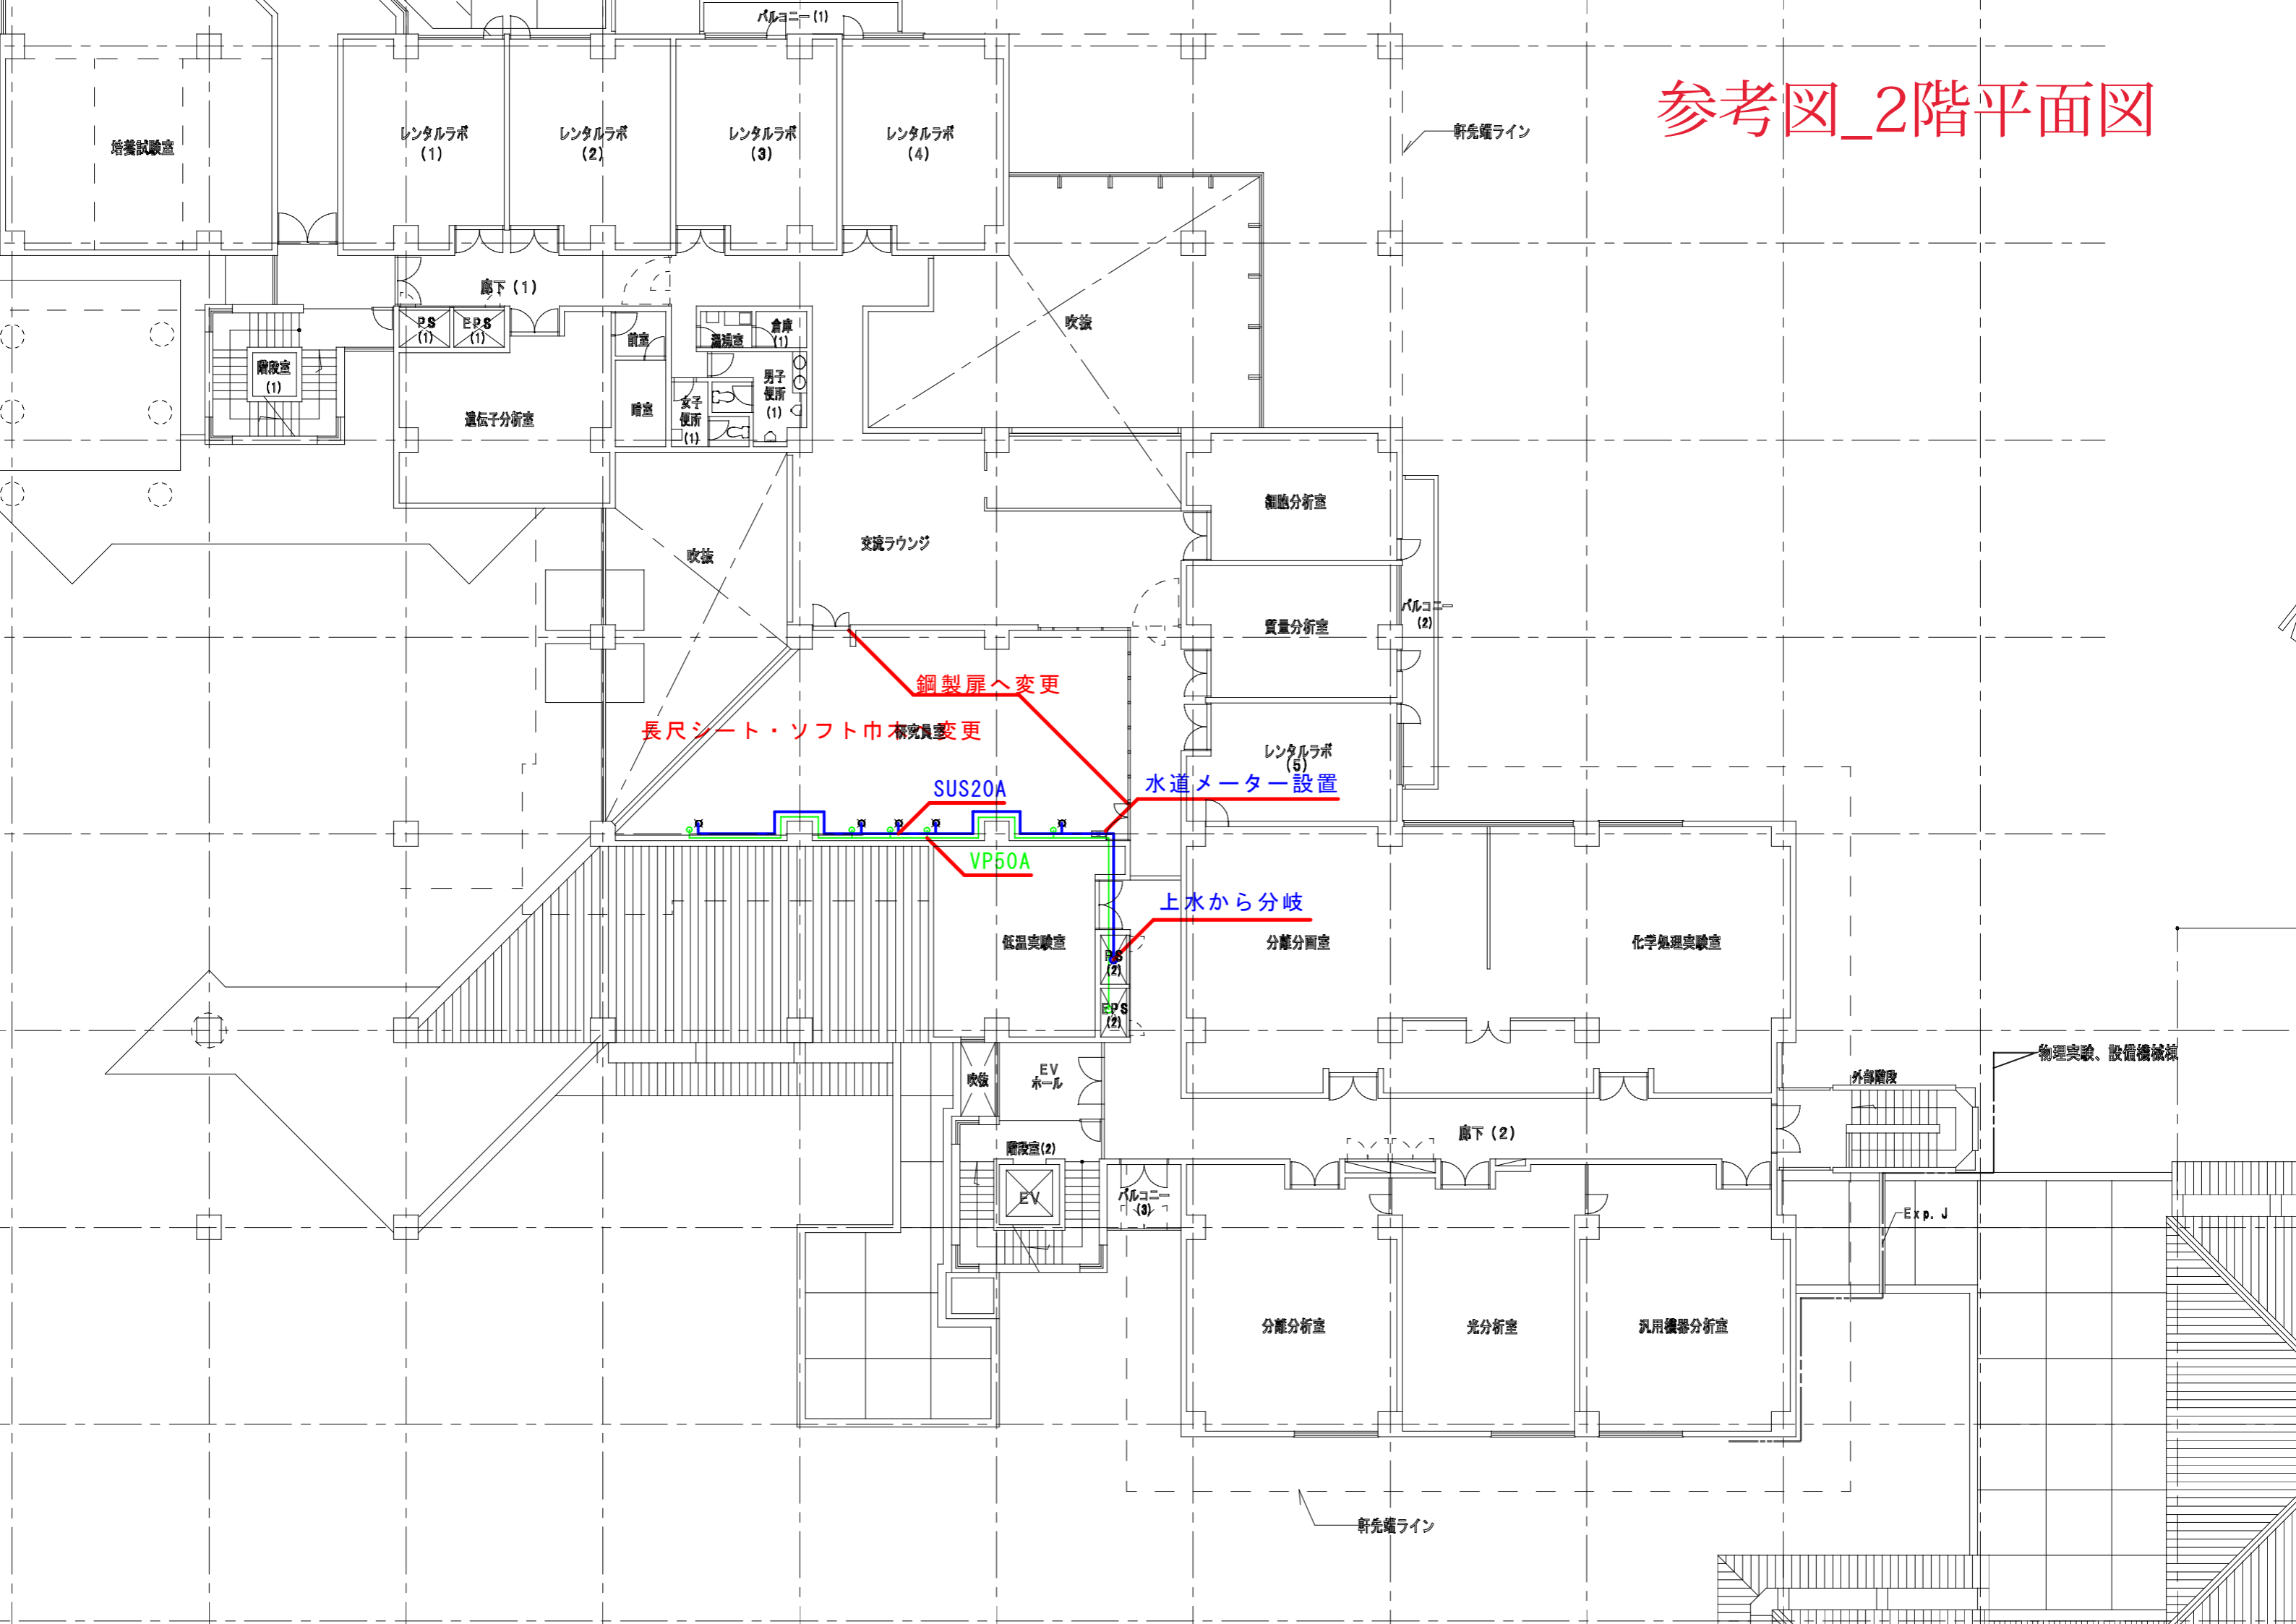 バルコニー(1)
参考図_2階平面図
軒先端ライン
培養試験室
レンタルラボ
(1)
レンタルラボ
(2)
レンタルラボ
(3)
レンタルラボ
(4)
廊下(1)
PS
(1)
EPS
(1)
前室
湯沸室
倉庫
(1)
吹抜
階段室
(1)
遺伝子分析室
暗室
女子
便所
(1)
男子
便所
(1)
細胞分析室
吹抜
交流ラウンジ
質量分析室
バルコニー
(2)
鋼製扉へ変更
長尺シート・ソフト巾木へ変更
研究員室
レンタルラボ
(5)
SUS20A
水道メーター設置
VP50A
上水から分岐
低温実験室
PS
(2)
EPS
(2)
分離分画室
化学処理実験室
物理実験、設備機械棟
吹抜
EV
ホール
外部階段
廊下(2)
階段室(2)
EV
バルコニー
(3)
Exp. J
分離分析室
光分析室
汎用機器分析室
軒先端ライン